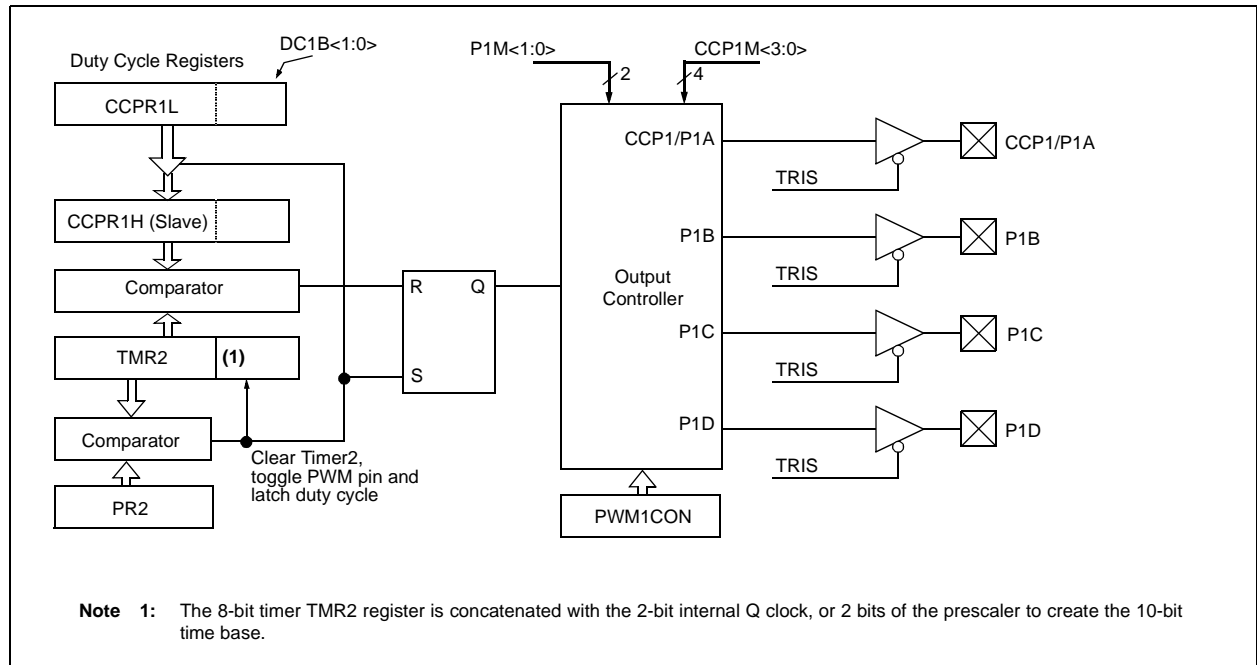 DC1B<1:0>
Duty Cycle Registers
CCPR1L
CCPR1H (Slave)
Comparator
TMR2
(1)
Comparator
PR2
Clear Timer2,
toggle PWM pin and
latch duty cycle
R
Q
S
P1M<1:0>
2
CCP1M<3:0>
4
Output
Controller
CCP1/P1A
P1B
P1C
P1D
PWM1CON
TRIS
CCP1/P1A
TRIS
P1B
TRIS
P1C
TRIS
P1D
Note 1: The 8-bit timer TMR2 register is concatenated with the 2-bit internal Q clock, or 2 bits of the prescaler to create the 10-bit
time base.